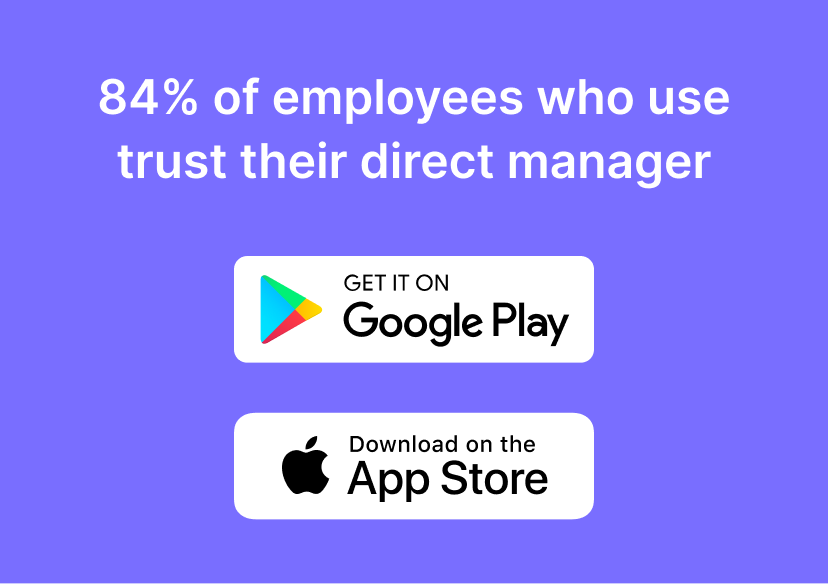 84% of employees who use
trust their direct manager
GET IT ON
Google Play
Download on the
App Store